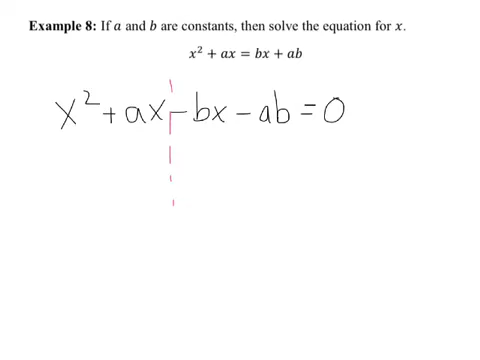 Example 8: If a and b are constants, then solve the equation for x.
x² + ax = bx + ab
x² + ax - bx - ab = 0